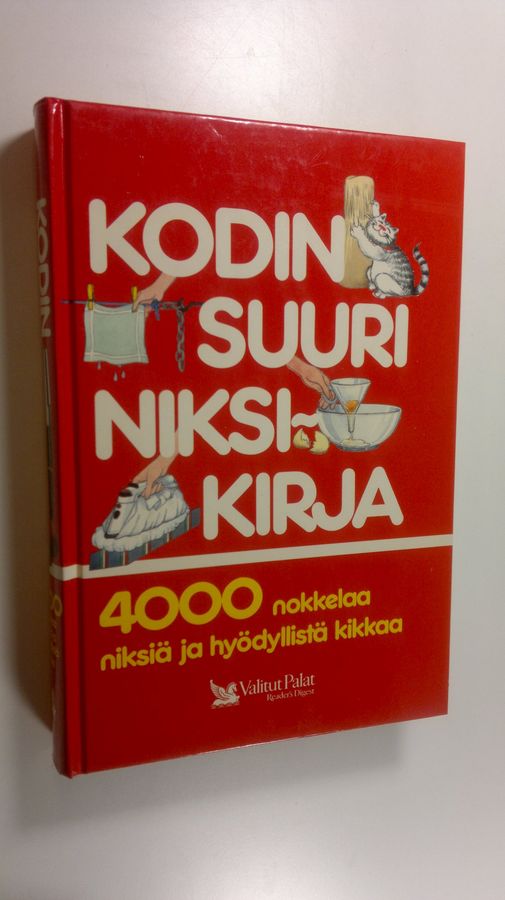 KODIN
SUURI
NIKSI-
KIRJA
4000 nokkelaa
niksiä ja hyödyllistä kikkaa
Valitut Palat
Reader's Digest
KODIN